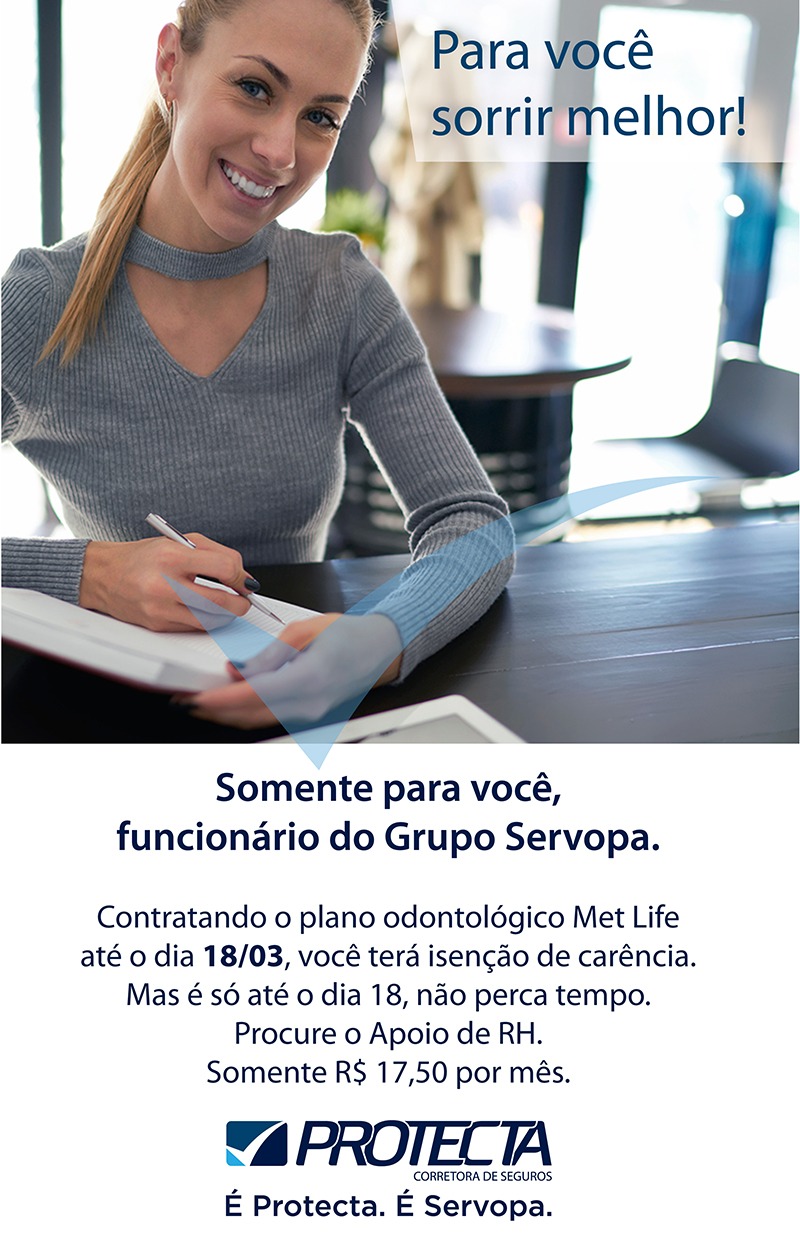 Para você
sorrir melhor!
Somente para você,
funcionário do Grupo Servopa.
Contratando o plano odontológico Met Life
até o dia 18/03, você terá isenção de carência.
Mas é só até o dia 18, não perca tempo.
Procure o Apoio de RH.
Somente R$ 17,50 por mês.
PROTECTA
CORRETORA DE SEGUROS
É Protecta. É Servopa.